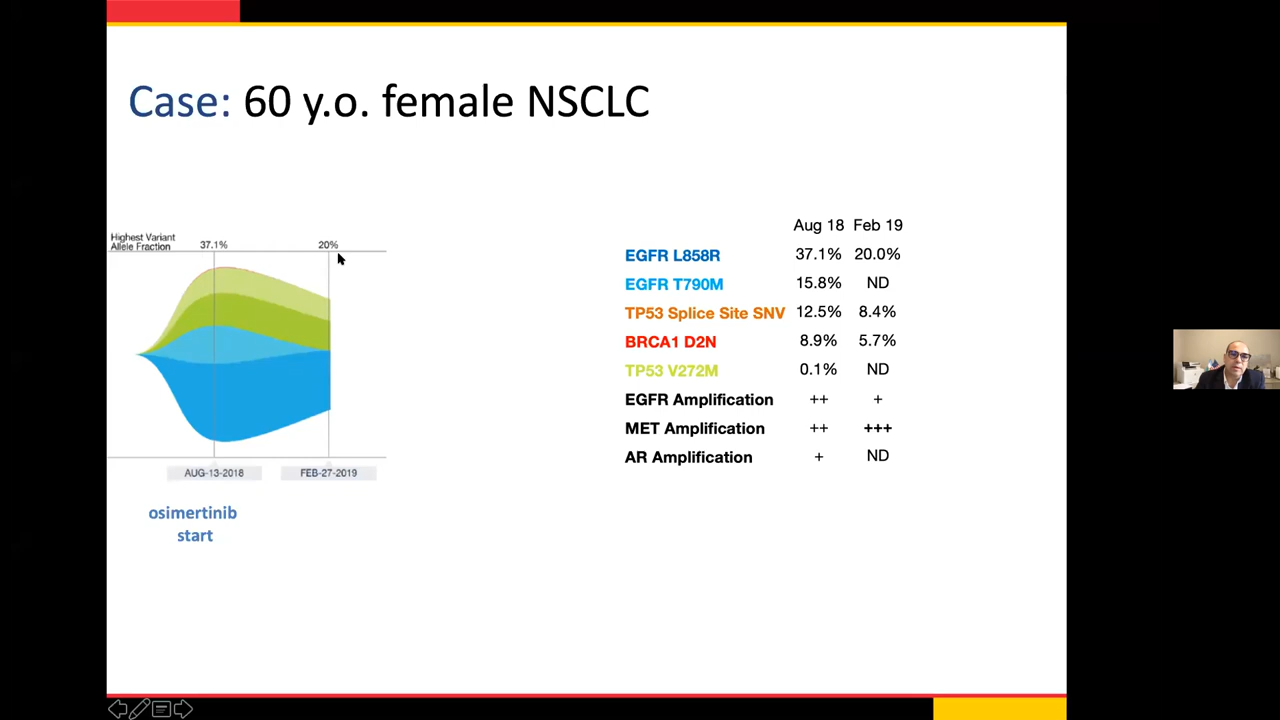 Case: 60 y.o. female NSCLC
Highest Variant
Allele Fraction
37.1%
20%
AUG-13-2018
FEB-27-2019
osimertinib
start
Aug 18 Feb 19
EGFR L858R 37.1% 20.0%
EGFR T790M 15.8% ND
TP53 Splice Site SNV 12.5% 8.4%
BRCA1 D2N 8.9% 5.7%
TP53 V272M 0.1% ND
EGFR Amplification ++ +
MET Amplification ++ +++
AR Amplification + ND